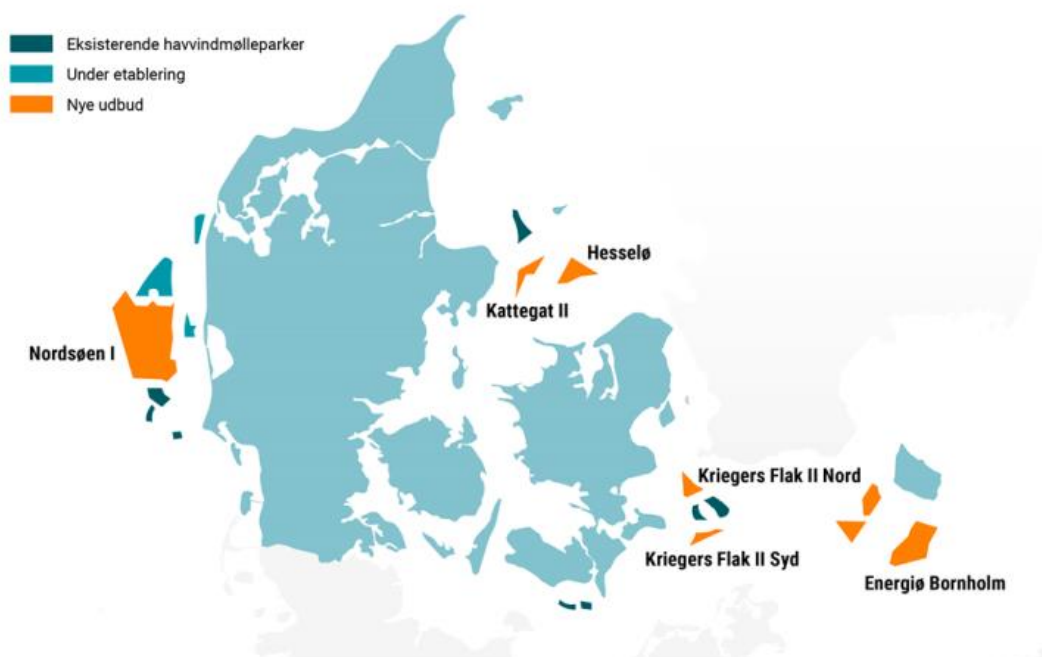 Eksisterende havvindmølleparker
Under etablering
Nye udbud
Hesselø
Kattegat II
Nordsøen I
Kriegers Flak II Nord
Kriegers Flak II Syd
Energiø Bornholm